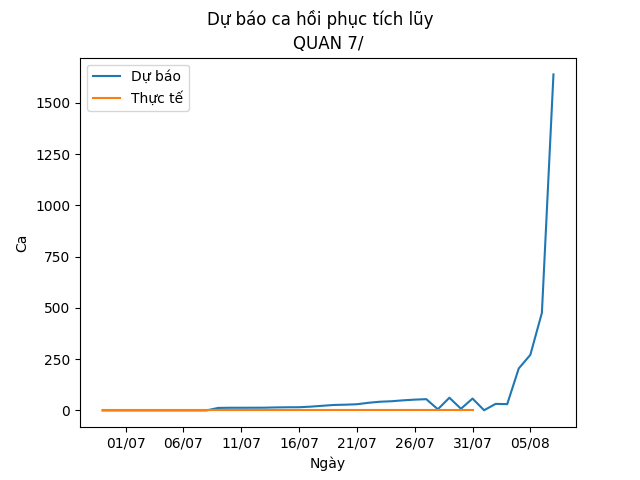 Dự báo ca hồi phục tích lũy
QUAN 7/
Dự báo
Thực tế
1500
1250
1000
750
500
250
0
Ca
01/07 06/07 11/07 16/07 21/07 26/07 31/07 05/08
Ngày